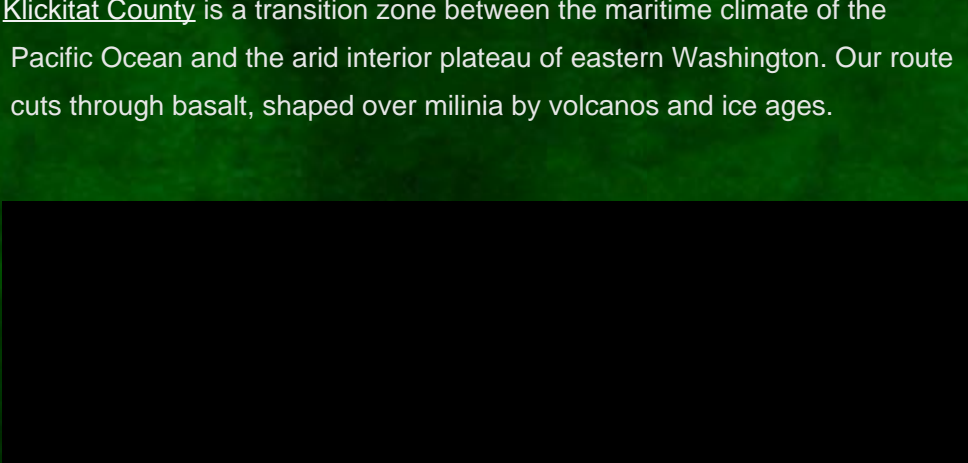 Klickitat County is a transition zone between the maritime climate of the
Pacific Ocean and the arid interior plateau of eastern Washington. Our route
cuts through basalt, shaped over milinia by volcanos and ice ages.